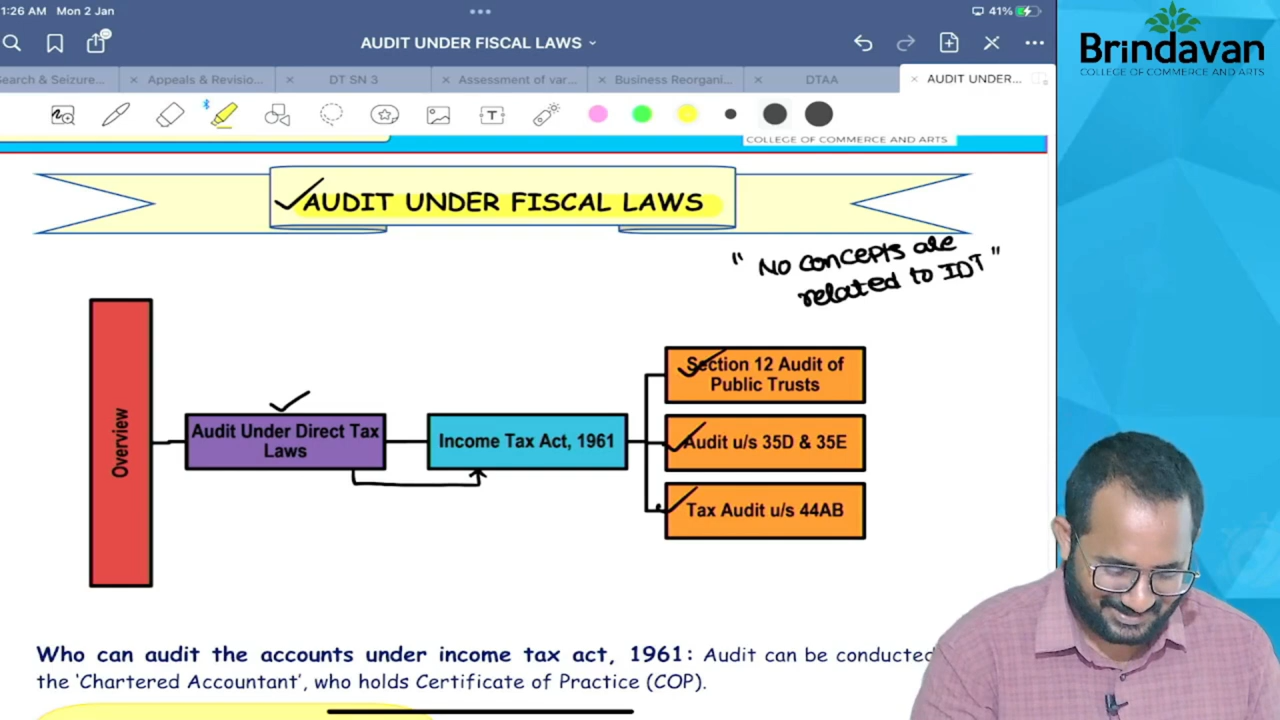 1:26 AM Mon 2 Jan
41%
AUDIT UNDER FISCAL LAWS
Brindavan
COLLEGE OF COMMERCE AND ARTS
earch & Seizure...
Appeals & Revisio...
DT SN 3
Assessment of var...
Business Reorgani...
DTAA
AUDIT UNDER...
COLLEGE OF COMMERCE AND ARTS
AUDIT UNDER FISCAL LAWS
" No concepts are
related to IDT "
Overview
Audit Under Direct Tax
Laws
Income Tax Act, 1961
Section 12 Audit of
Public Trusts
Audit u/s 35D & 35E
Tax Audit u/s 44AB
Who can audit the accounts under income tax act, 1961: Audit can be conducted
the ‘Chartered Accountant’, who holds Certificate of Practice (COP).